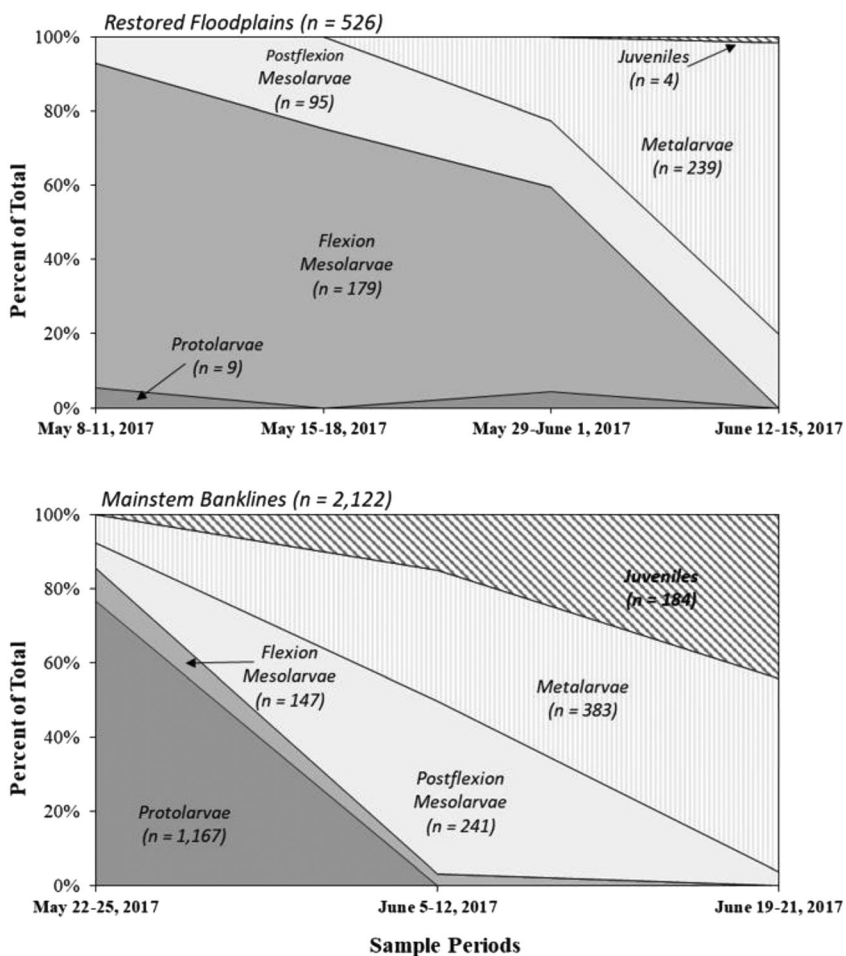 Restored Floodplains (n = 526)
100%
80%
60%
40%
20%
0%
Percent of Total
Postflexion
Mesolarvae
(n = 95)
Juveniles
(n = 4)
Metalarvae
(n = 239)
Flexion
Mesolarvae
(n = 179)
Protolarvae
(n = 9)
May 8-11, 2017
May 15-18, 2017
May 29-June 1, 2017
June 12-15, 2017
Mainstem Banklines (n = 2,122)
100%
80%
60%
40%
20%
0%
Percent of Total
Juveniles
(n = 184)
Flexion
Mesolarvae
(n = 147)
Metalarvae
(n = 383)
Postflexion
Mesolarvae
(n = 241)
Protolarvae
(n = 1,167)
May 22-25, 2017
June 5-12, 2017
June 19-21, 2017
Sample Periods